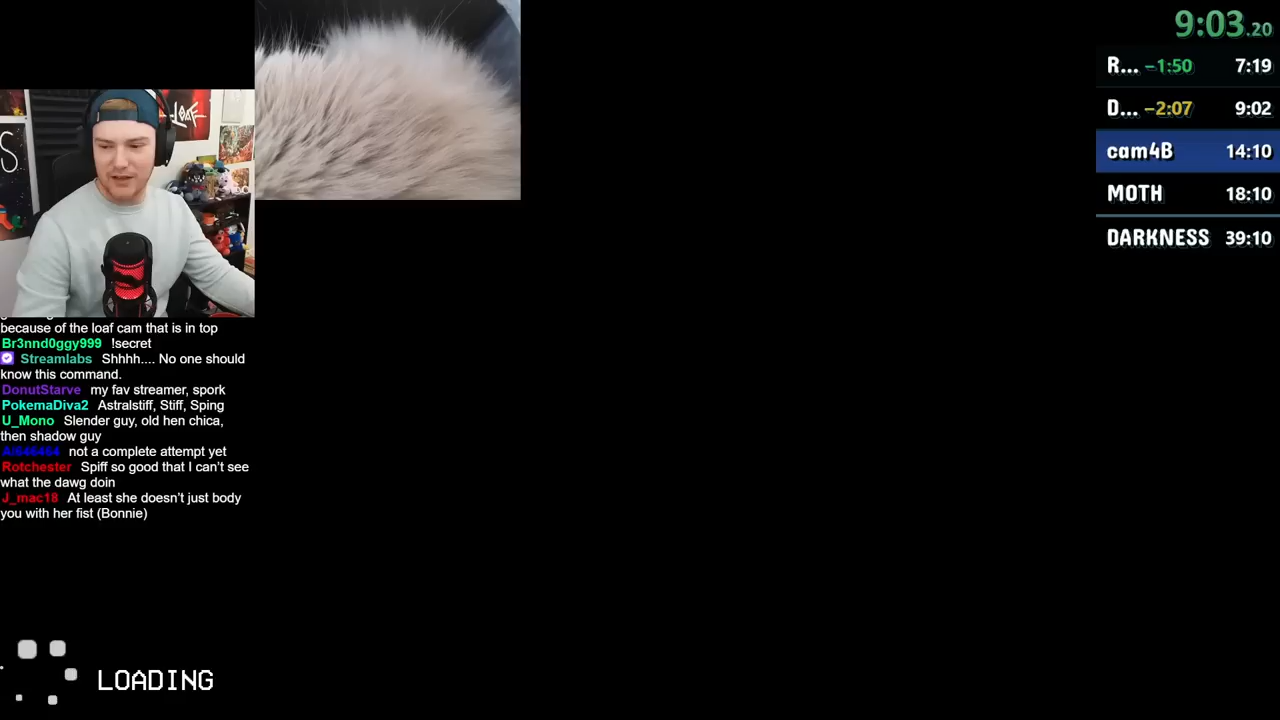 9:03.20
R... -1:50 7:19
D... -2:07 9:02
cam4B 14:10
MOTH 18:10
DARKNESS 39:10
LOAF
S
because of the loaf cam that is in top
Br3nnd0ggy999 !secret
Streamlabs Shhhh.... No one should
know this command.
DonutStarve my fav streamer, spork
PokemaDiva2 Astralstiff, Stiff, Sping
U_Mono Slender guy, old hen chica,
then shadow guy
not a complete attempt yet
Rotchester Spiff so good that I can't see
what the dawg doin
J_mac18 At least she doesn't just body
you with her fist (Bonnie)
LOADING